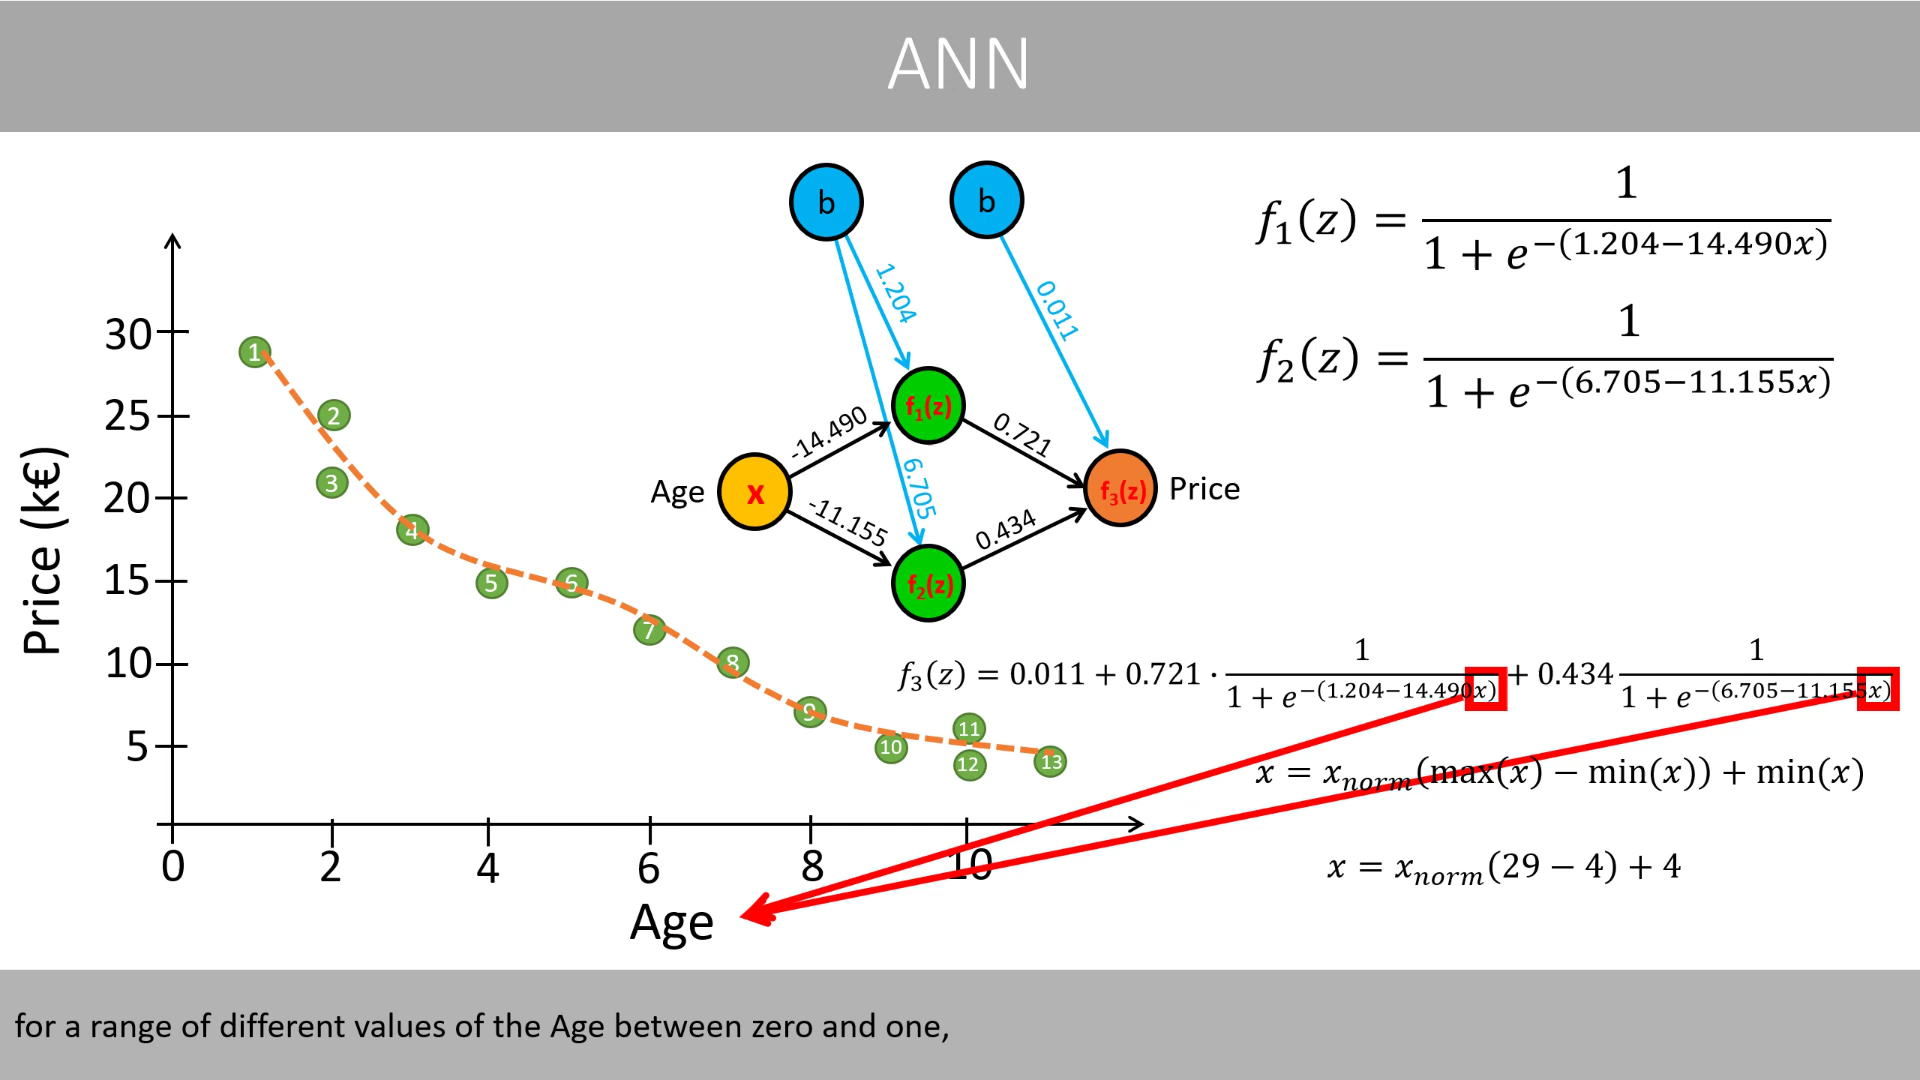 ANN
b
b
1.204
0.011
-14.490
6.705
-11.155
0.721
0.434
Age
x
f₁(z)
f₂(z)
f₃(z)
Price
f₁(z) = 1 / (1 + e^−(1.204−14.490x))
f₂(z) = 1 / (1 + e^−(6.705−11.155x))
f₃(z) = 0.011 + 0.721 · 1 / (1 + e^−(1.204−14.490x)) + 0.434 1 / (1 + e^−(6.705−11.155x))
x = x_norm(max(x) − min(x)) + min(x)
x = x_norm(29 − 4) + 4
Price (k€)
30
25
20
15
10
5
1
2
3
4
5
6
7
8
9
10
11
12
13
0 2 4 6 8 10
Age
for a range of different values of the Age between zero and one,